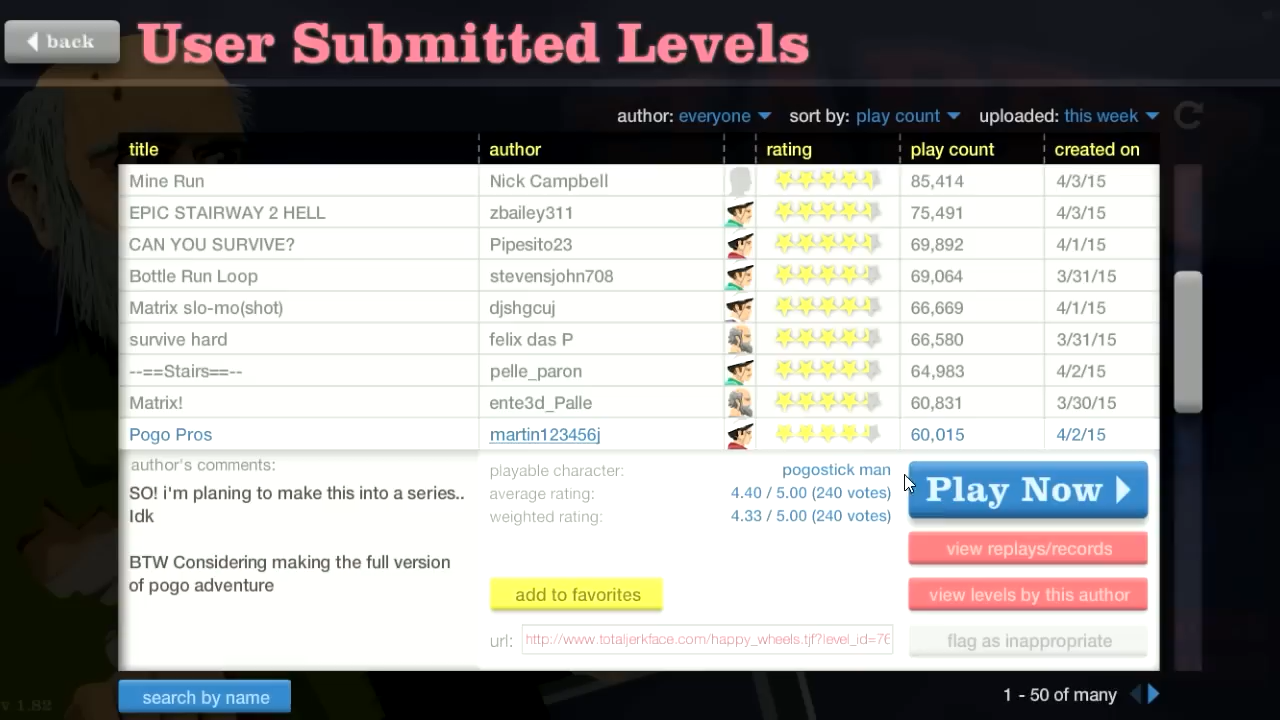 back
User Submitted Levels
author: everyone sort by: play count uploaded: this week
title author rating play count created on
Mine Run Nick Campbell 85,414 4/3/15
EPIC STAIRWAY 2 HELL zbailey311 75,491 4/3/15
CAN YOU SURVIVE? Pipesito23 69,892 4/1/15
Bottle Run Loop stevensjohn708 69,064 3/31/15
Matrix slo-mo(shot) djshgcuj 66,669 4/1/15
survive hard felix das P 66,580 3/31/15
--==Stairs==-- pelle_paron 64,983 4/2/15
Matrix! ente3d_Palle 60,831 3/30/15
Pogo Pros martin123456j 60,015 4/2/15
author's comments:
SO! i'm planing to make this into a series..
Idk
BTW Considering making the full version
of pogo adventure
playable character: pogostick man
average rating: 4.40 / 5.00 (240 votes)
weighted rating: 4.33 / 5.00 (240 votes)
add to favorites
url: http://www.totaljerkface.com/happy_wheels.tjf?level_id=76
Play Now
view replays/records
view levels by this author
flag as inappropriate
search by name
1 - 50 of many
v 1.82